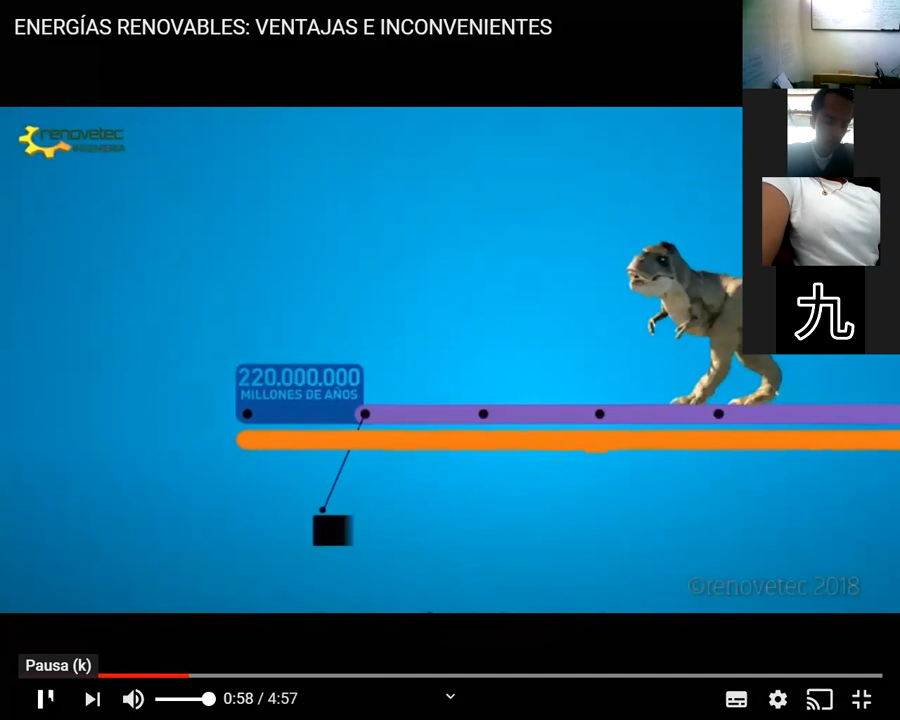 ENERGÍAS RENOVABLES: VENTAJAS E INCONVENIENTES
renovetec
INGENIERIA
九
220.000.000
MILLONES DE AÑOS
©renovetec 2018
Pausa (k)
0:58 / 4:57